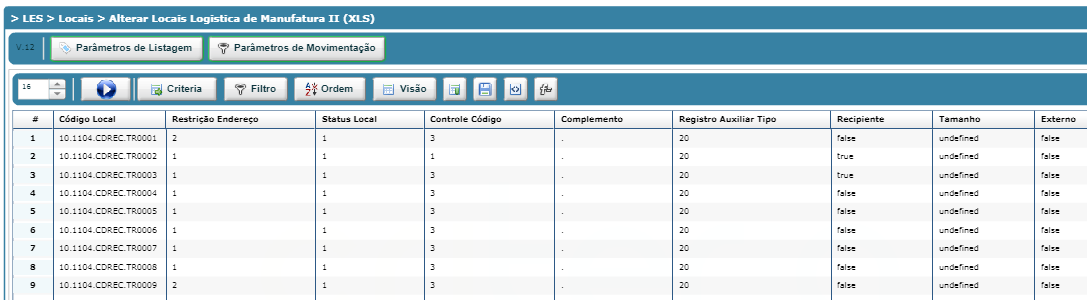 > LES > Locais > Alterar Locais Logistica de Manufatura II (XLS)
V.12 Parâmetros de Listagem Parâmetros de Movimentação
16 Criteria Filtro Ordem Visão
# Código Local Restrição Endereço Status Local Controle Código Complemento Registro Auxiliar Tipo Recipiente Tamanho Externo
1 10.1104.CDREC.TR0001 2 1 3 . 20 false undefined false
2 10.1104.CDREC.TR0002 1 1 1 . 20 true undefined false
3 10.1104.CDREC.TR0003 1 1 3 . 20 true undefined false
4 10.1104.CDREC.TR0004 1 1 3 . 20 false undefined false
5 10.1104.CDREC.TR0005 1 1 3 . 20 false undefined false
6 10.1104.CDREC.TR0006 1 1 3 . 20 false undefined false
7 10.1104.CDREC.TR0007 1 1 3 . 20 false undefined false
8 10.1104.CDREC.TR0008 1 1 3 . 20 false undefined false
9 10.1104.CDREC.TR0009 2 1 3 . 20 false undefined false